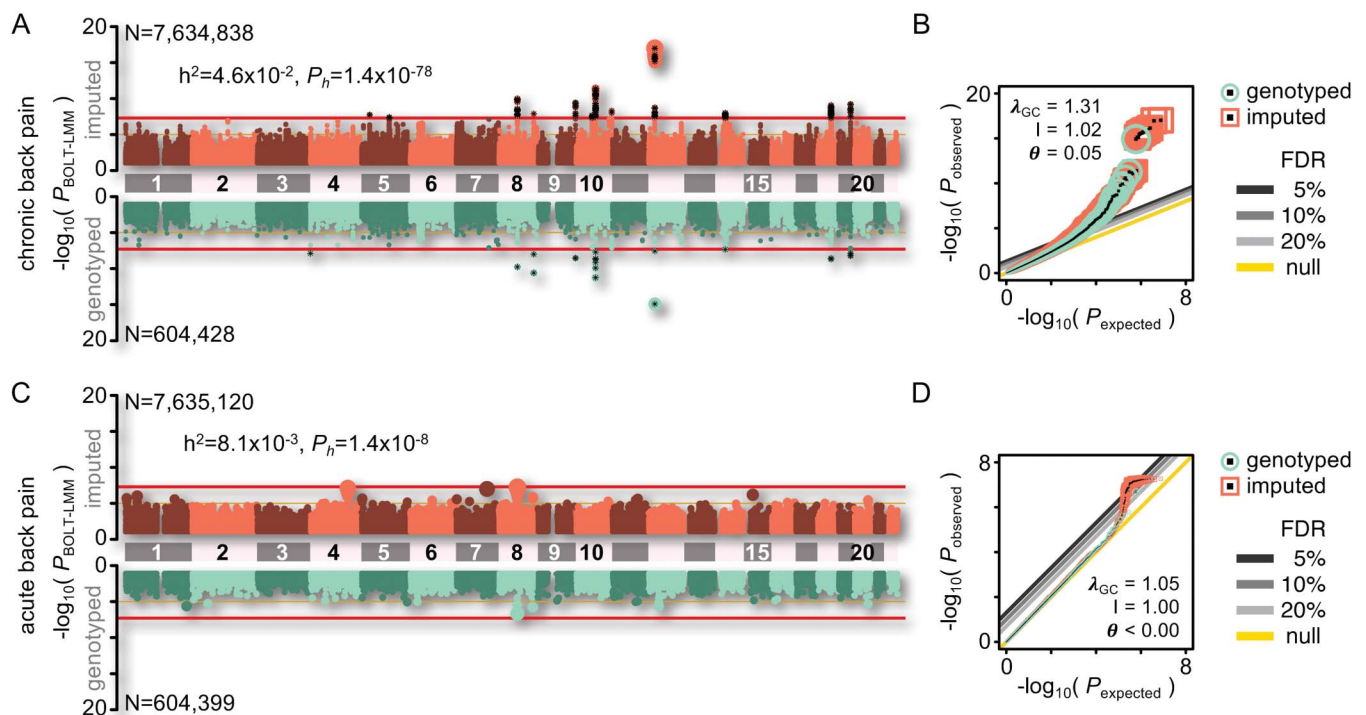 A
20
N=7,634,838
h²=4.6x10⁻², Pₕ=1.4x10⁻⁷⁸
0
1 2 3 4 5 6 7 8 9 10 15 20
0
20
N=604,428
chronic back pain
-log₁₀( P_BOLT-LMM )
imputed
genotyped
B
20
λ_GC = 1.31
I = 1.02
θ = 0.05
0
0 8
-log₁₀( P_observed )
-log₁₀( P_expected )
genotyped
imputed
FDR
5%
10%
20%
null
C
20
N=7,635,120
h²=8.1x10⁻³, Pₕ=1.4x10⁻⁸
0
1 2 3 4 5 6 7 8 9 10 15 20
0
20
N=604,399
acute back pain
-log₁₀( P_BOLT-LMM )
imputed
genotyped
D
8
λ_GC = 1.05
I = 1.00
θ < 0.00
0
0 8
-log₁₀( P_observed )
-log₁₀( P_expected )
genotyped
imputed
FDR
5%
10%
20%
null